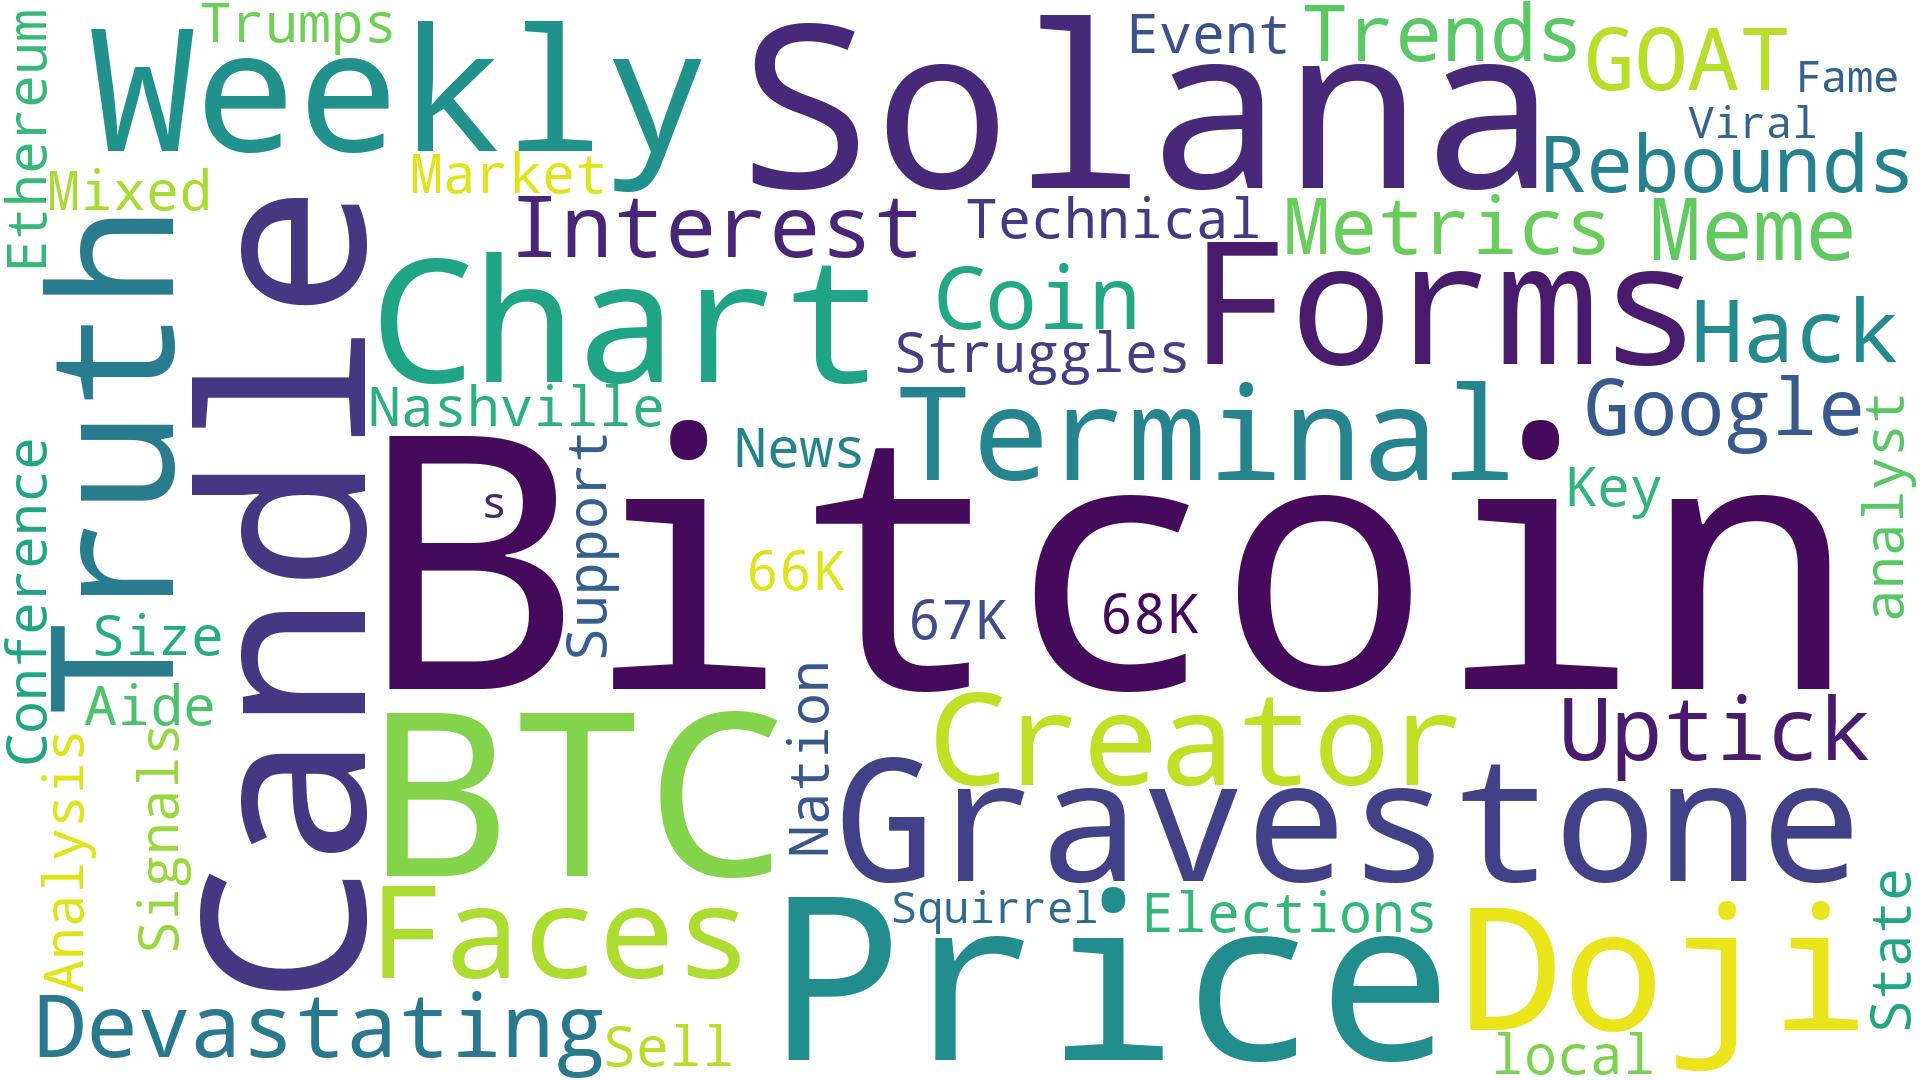 Trumps
Weekly
Solana
Event
Trends
GOAT
Fame
Viral
Rebounds
Ethereum
Mixed
Market
Interest
Technical
Metrics
Meme
Truth
Candle
Chart
Coin
Forms
Hack
Struggles
Nashville
Terminal
Google
analyst
News
Key
Bitcoin
s
Support
66K
67K
68K
Conference
Size
Aide
Nation
BTC
Creator
Uptick
Analysis
Signals
Gravestone
Faces
Squirrel
Elections
Price
Doji
State
Devastating
Sell
local